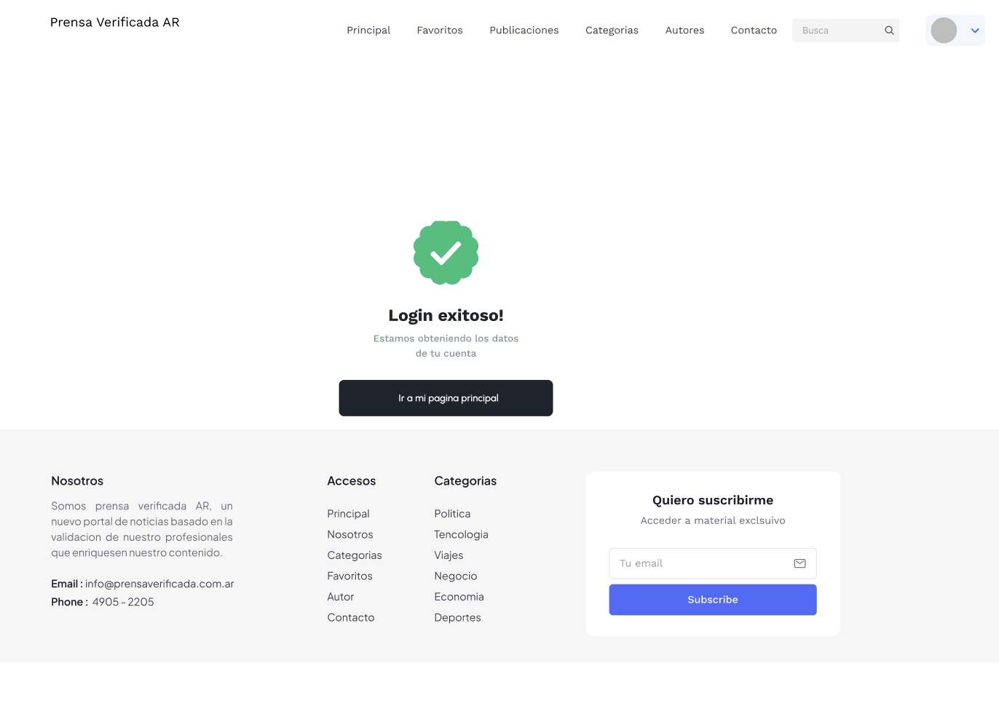 Prensa Verificada AR
Principal
Favoritos
Publicaciones
Categorias
Autores
Contacto
Busca
Login exitoso!
Estamos obteniendo los datos
de tu cuenta
Ir a mi pagina principal
Nosotros
Somos prensa verificada AR, un
nuevo portal de noticias basado en la
validacion de nuestro profesionales
que enriquesen nuestro contenido.
Email : info@prensaverificada.com.ar
Phone : 4905 - 2205
Accesos
Principal
Nosotros
Categorias
Favoritos
Autor
Contacto
Categorias
Politica
Tencologia
Viajes
Negocio
Economia
Deportes
Quiero suscribirme
Acceder a material exclsuivo
Tu email
Subscribe